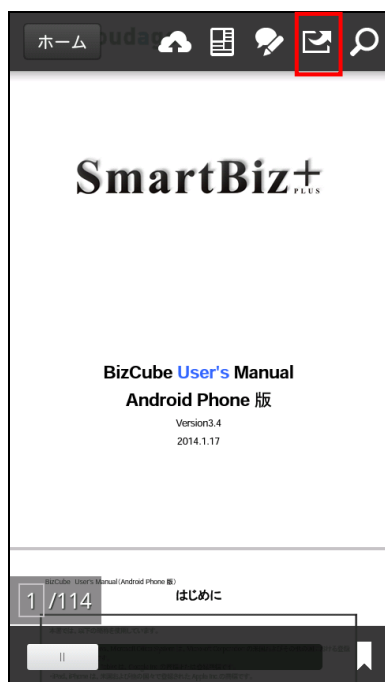 ホーム
SmartBiz+
PLUS
BizCube User's Manual
Android Phone 版
Version3.4
2014.1.17
BizCube User's Manual(Android Phone 版)
はじめに
1 /114